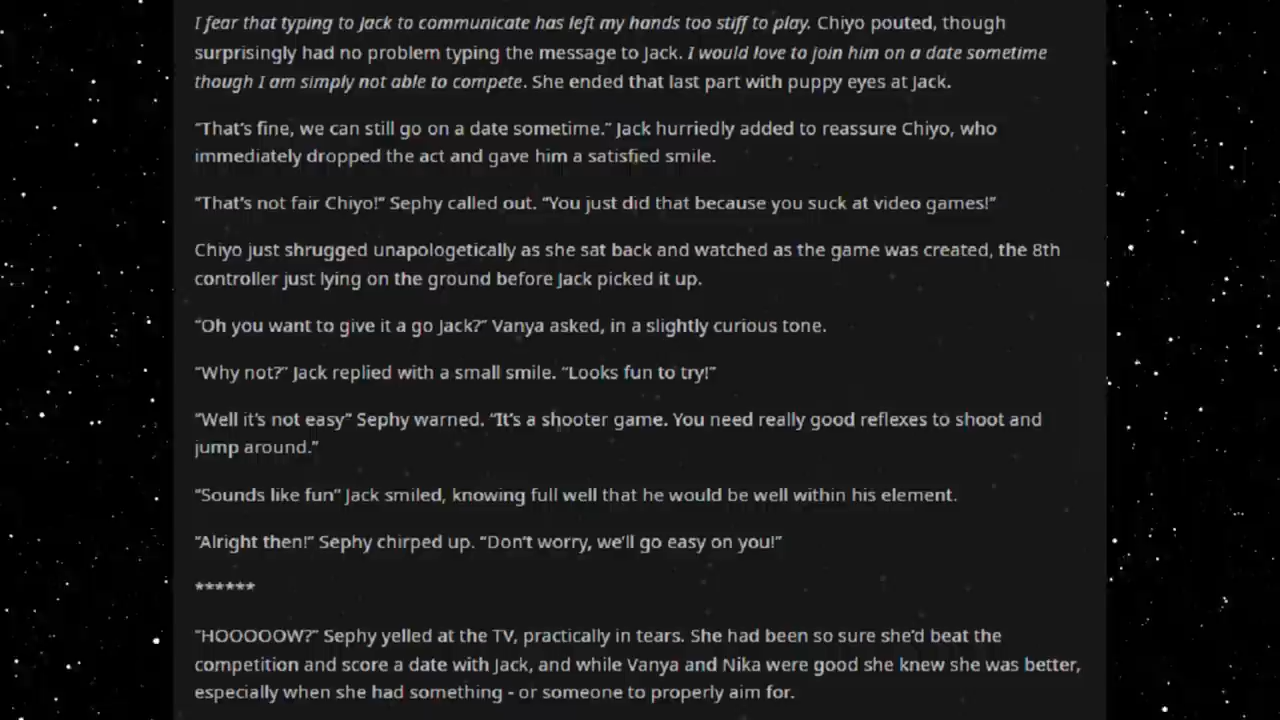 I fear that typing to Jack to communicate has left my hands too stiff to play. Chiyo pouted, though
surprisingly had no problem typing the message to Jack. I would love to join him on a date sometime
though I am simply not able to compete. She ended that last part with puppy eyes at Jack.
“That’s fine, we can still go on a date sometime.” Jack hurriedly added to reassure Chiyo, who
immediately dropped the act and gave him a satisfied smile.
“That’s not fair Chiyo!” Sephy called out. “You just did that because you suck at video games!”
Chiyo just shrugged unapologetically as she sat back and watched as the game was created, the 8th
controller just lying on the ground before Jack picked it up.
“Oh you want to give it a go Jack?” Vanya asked, in a slightly curious tone.
“Why not?” Jack replied with a small smile. “Looks fun to try!”
“Well it’s not easy” Sephy warned. “It’s a shooter game. You need really good reflexes to shoot and
jump around.”
“Sounds like fun” Jack smiled, knowing full well that he would be well within his element.
“Alright then!” Sephy chirped up. “Don’t worry, we’ll go easy on you!”
******
“HOOOOOW?” Sephy yelled at the TV, practically in tears. She had been so sure she’d beat the
competition and score a date with Jack, and while Vanya and Nika were good she knew she was better,
especially when she had something - or someone to properly aim for.